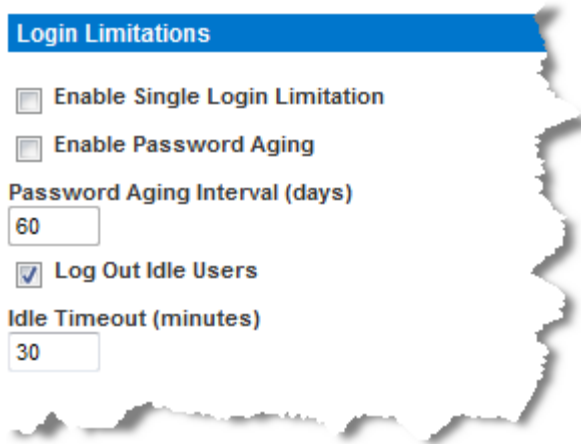 Login Limitations
Enable Single Login Limitation
Enable Password Aging
Password Aging Interval (days)
60
Log Out Idle Users
Idle Timeout (minutes)
30